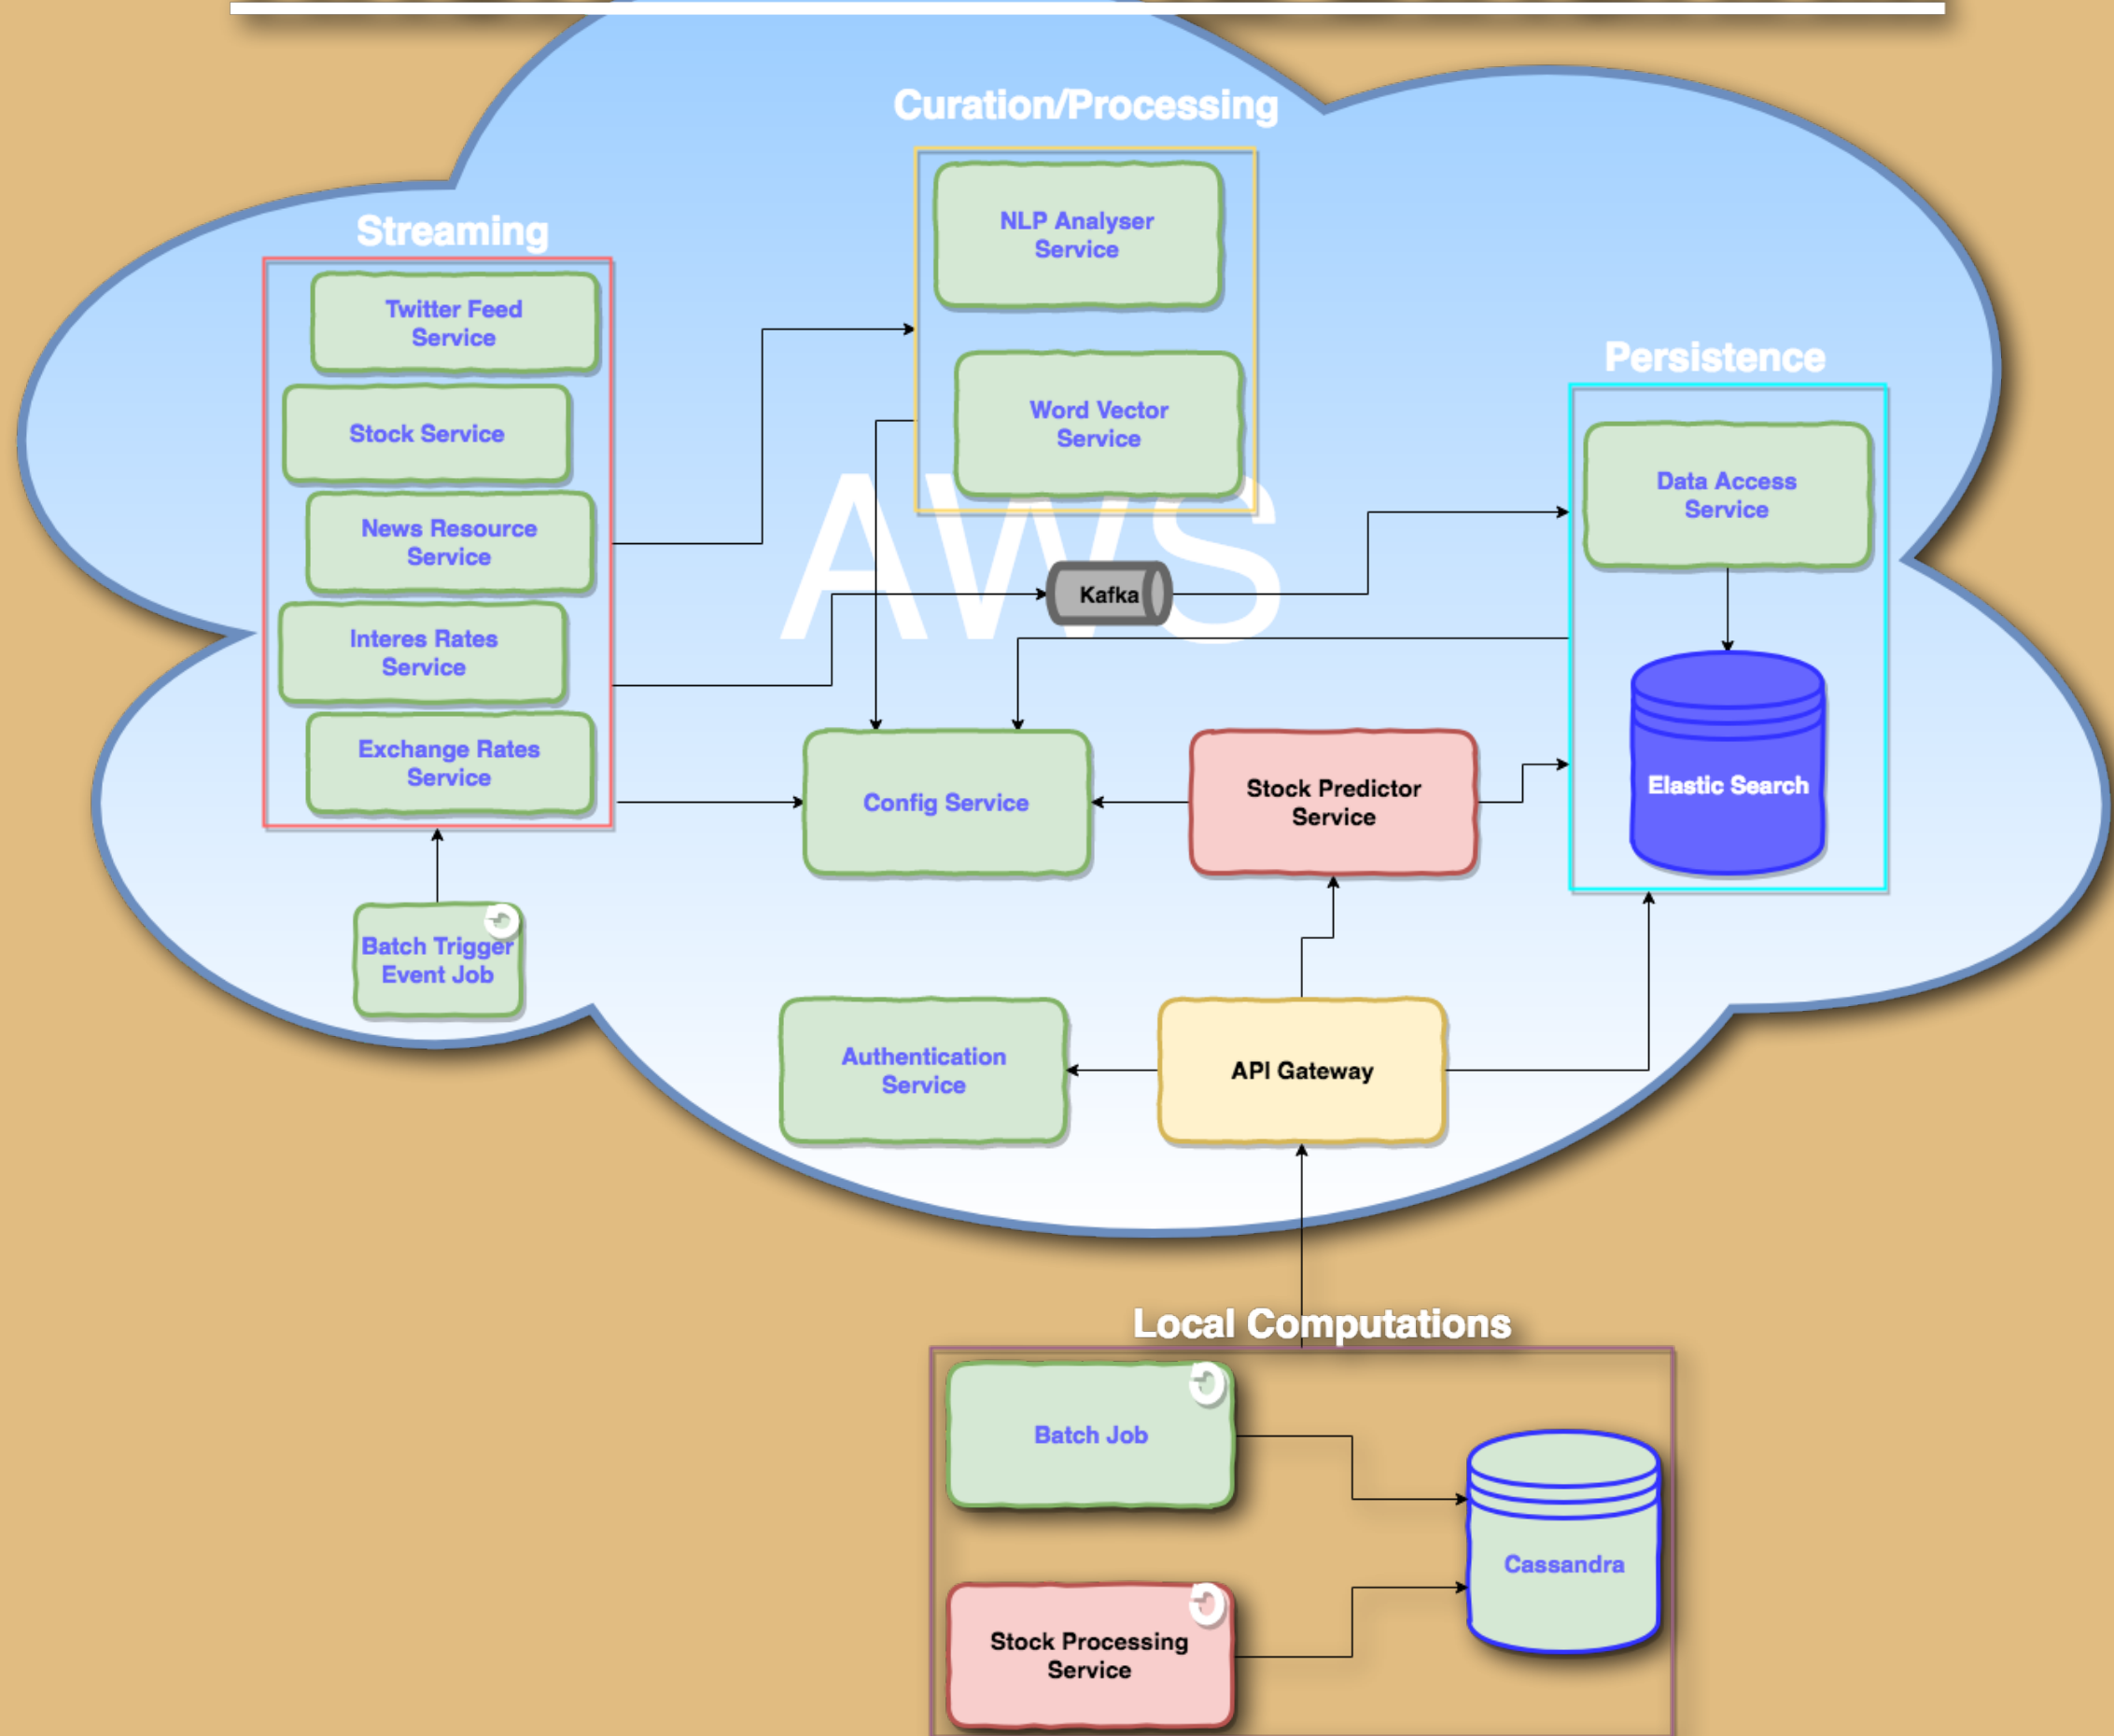 Curation/Processing
NLP Analyser
Service
Word Vector
Service
Streaming
Twitter Feed
Service
Stock Service
News Resource
Service
Interes Rates
Service
Exchange Rates
Service
Batch Trigger
Event Job
AWS
Kafka
Persistence
Data Access
Service
Elastic Search
Config Service
Stock Predictor
Service
Authentication
Service
API Gateway
Local Computations
Batch Job
Stock Processing
Service
Cassandra